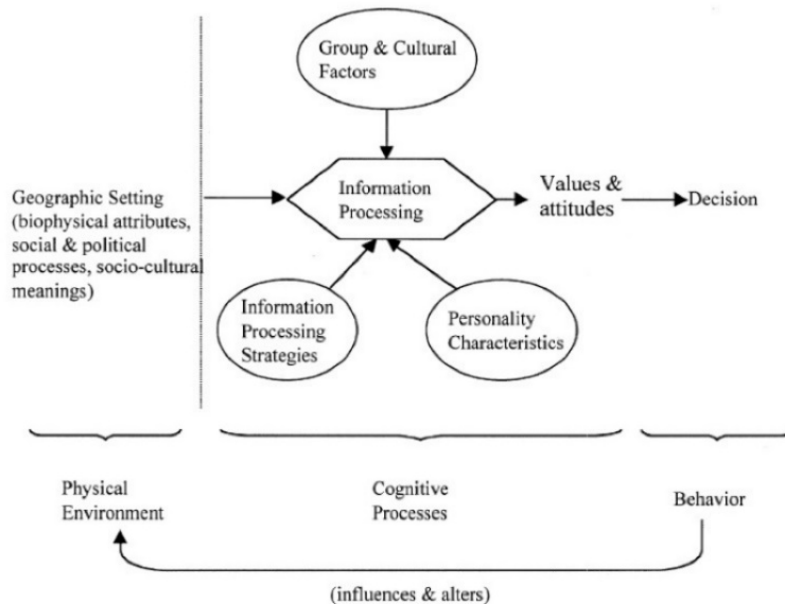 Group & Cultural
Factors
Geographic Setting
(biophysical attributes,
social & political
processes, socio-cultural
meanings)
Information
Processing
Values &
attitudes
Decision
Information
Processing
Strategies
Personality
Characteristics
Physical
Environment
Cognitive
Processes
Behavior
(influences & alters)